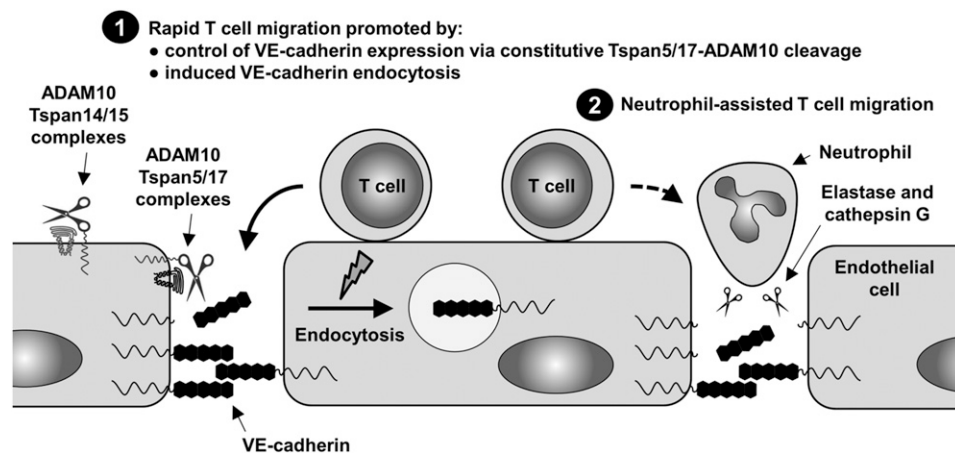 1 Rapid T cell migration promoted by:
● control of VE-cadherin expression via constitutive Tspan5/17-ADAM10 cleavage
● induced VE-cadherin endocytosis
ADAM10
Tspan14/15
complexes
ADAM10
Tspan5/17
complexes
2 Neutrophil-assisted T cell migration
T cell
T cell
Neutrophil
Elastase and
cathepsin G
Endothelial
cell
Endocytosis
VE-cadherin